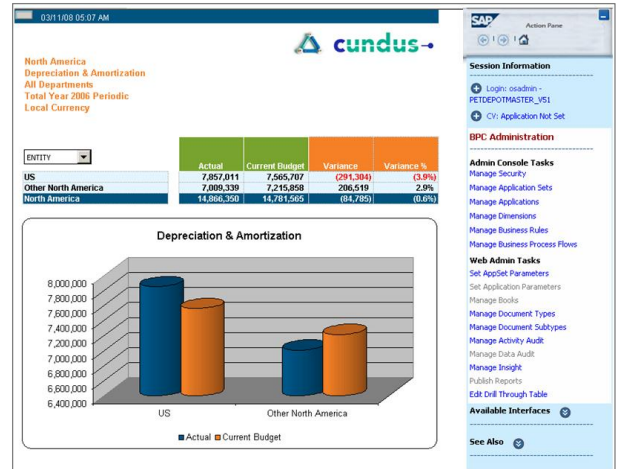 03/11/08 05:07 AM
cundus
North America
Depreciation & Amortization
All Departments
Total Year 2006 Periodic
Local Currency
ENTITY
Actual Current Budget Variance Variance %
US 7,857,011 7,565,707 (291,304) (3.9%)
Other North America 7,009,339 7,215,858 206,519 2.9%
North America 14,866,350 14,781,565 (84,785) (0.6%)
Depreciation & Amortization
8,000,000
7,800,000
7,600,000
7,400,000
7,200,000
7,000,000
6,800,000
6,600,000
6,400,000
US Other North America
Actual Current Budget
SAP
Action Pane
Session Information
Login: osadmin -
PETDEPOTMASTER_V51
CV: Application Not Set
BPC Administration
Admin Console Tasks
Manage Security
Manage Application Sets
Manage Applications
Manage Dimensions
Manage Business Rules
Manage Business Process Flows
Web Admin Tasks
Set AppSet Parameters
Set Application Parameters
Manage Books
Manage Document Types
Manage Document Subtypes
Manage Activity Audit
Manage Data Audit
Manage Insight
Publish Reports
Edit Drill Through Table
Available Interfaces
See Also